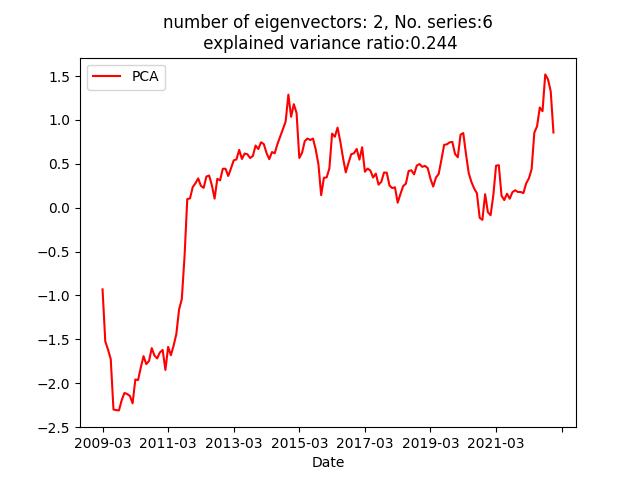 number of eigenvectors: 2, No. series:6
explained variance ratio:0.244
PCA
1.5
1.0
0.5
0.0
−0.5
−1.0
−1.5
−2.0
−2.5
2009-03 2011-03 2013-03 2015-03 2017-03 2019-03 2021-03
Date